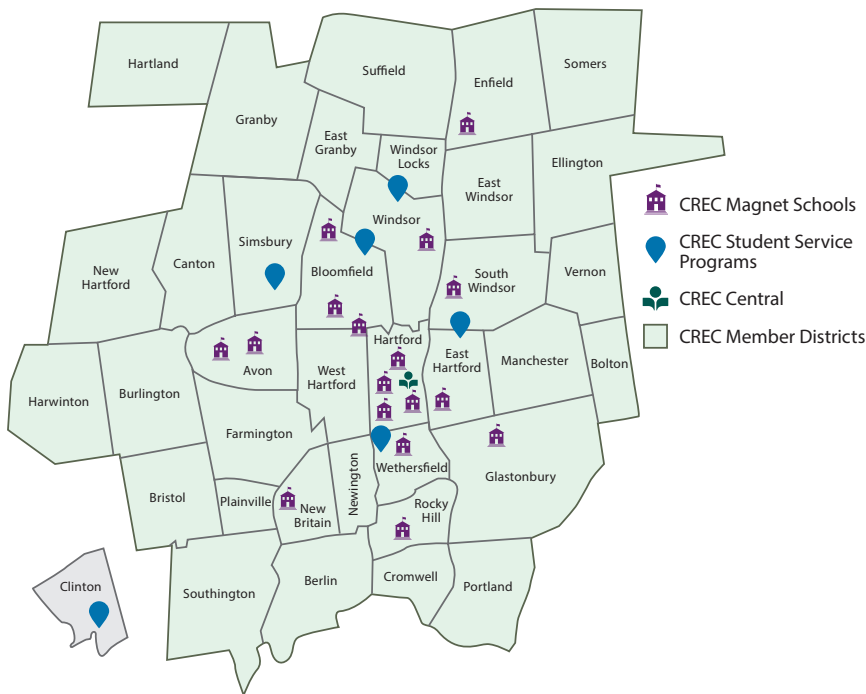 Hartland
Suffield
Enfield
Somers
Granby
East
Granby
Windsor
Locks
East
Windsor
Ellington
Simsbury
Windsor
Canton
New
Hartford
Bloomfield
South
Windsor
Vernon
CREC Magnet Schools
CREC Student Service
Programs
CREC Central
CREC Member Districts
Hartford
Avon
West
Hartford
East
Hartford
Manchester
Bolton
Harwinton
Burlington
Farmington
Wethersfield
Glastonbury
Bristol
Plainville
New
Britain
Newington
Rocky
Hill
Clinton
Southington
Berlin
Cromwell
Portland